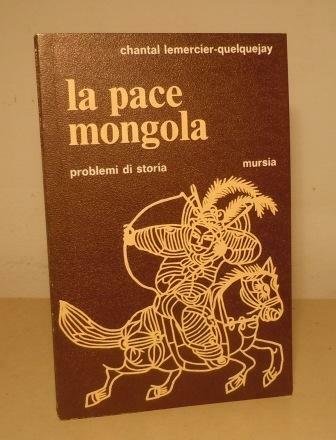 chantal lemercier-quelquejay
la pace
mongola
problemi di storia
mursia